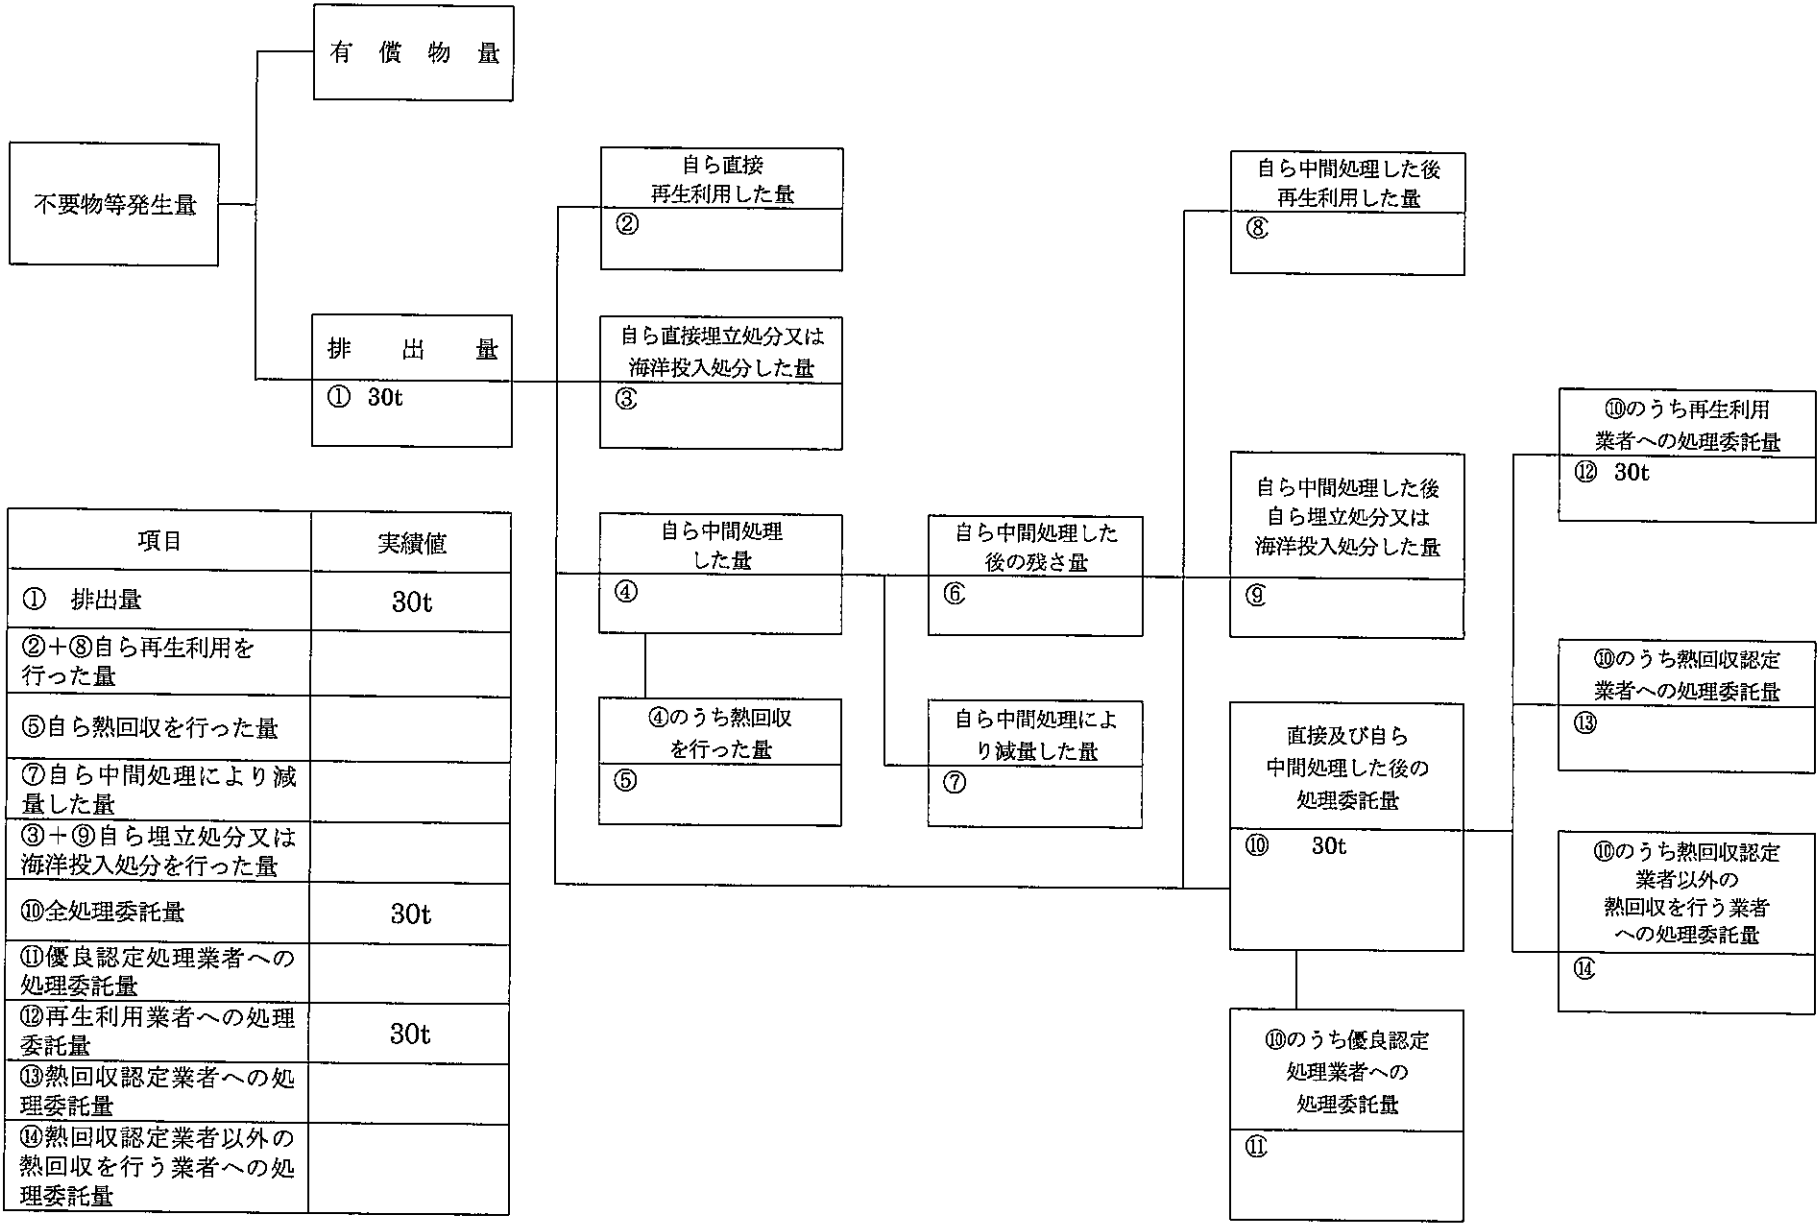 有償物量
不要物等発生量
排出量
① 30t
自ら直接
再生利用した量
②
自ら直接埋立処分又は
海洋投入処分した量
③
自ら中間処理
した量
④
④のうち熱回収
を行った量
⑤
自ら中間処理した
後の残さ量
⑥
自ら中間処理によ
り減量した量
⑦
自ら中間処理した後
再生利用した量
⑧
自ら中間処理した後
自ら埋立処分又は
海洋投入処分した量
⑨
直接及び自ら
中間処理した後の
処理委託量
⑩ 30t
⑩のうち優良認定
処理業者への
処理委託量
⑪
⑩のうち再生利用
業者への処理委託量
⑫ 30t
⑩のうち熱回収認定
業者への処理委託量
⑬
⑩のうち熱回収認定
業者以外の
熱回収を行う業者
への処理委託量
⑭
項目 実績値
① 排出量 30t
②+⑧自ら再生利用を
行った量
⑤自ら熱回収を行った量
⑦自ら中間処理により減
量した量
③+⑨自ら埋立処分又は
海洋投入処分を行った量
⑩全処理委託量 30t
⑪優良認定処理業者への
処理委託量
⑫再生利用業者への処理
委託量 30t
⑬熱回収認定業者への処
理委託量
⑭熱回収認定業者以外の
熱回収を行う業者への処
理委託量